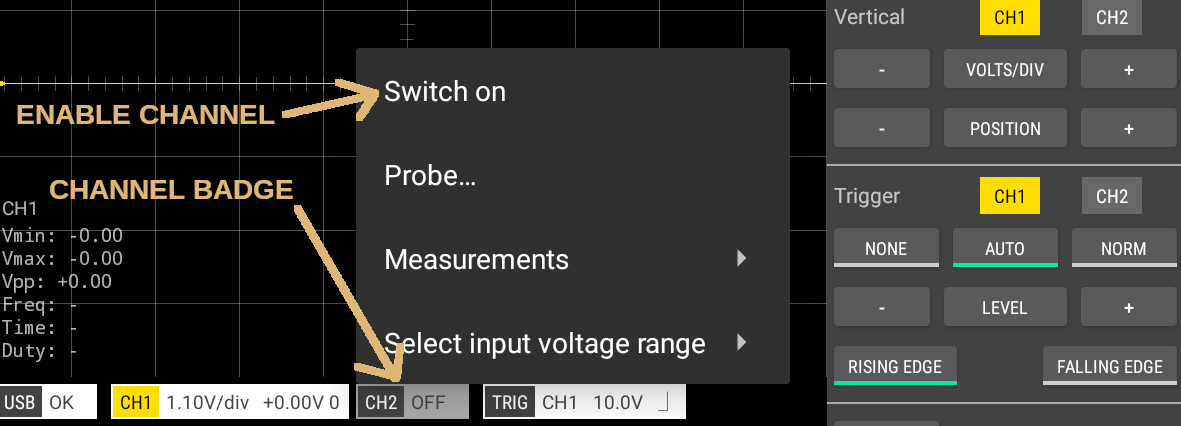 Vertical
CH1
CH2
-
VOLTS/DIV
+
-
POSITION
+
Switch on
ENABLE CHANNEL
Probe…
CHANNEL BADGE
Measurements
Select input voltage range
CH1
Vmin: -0.00
Vmax: -0.00
Vpp: +0.00
Freq: -
Time: -
Duty: -
Trigger
CH1
CH2
NONE
AUTO
NORM
-
LEVEL
+
RISING EDGE
FALLING EDGE
USB OK
CH1 1.10V/div +0.00V 0
CH2 OFF
TRIG CH1 10.0V